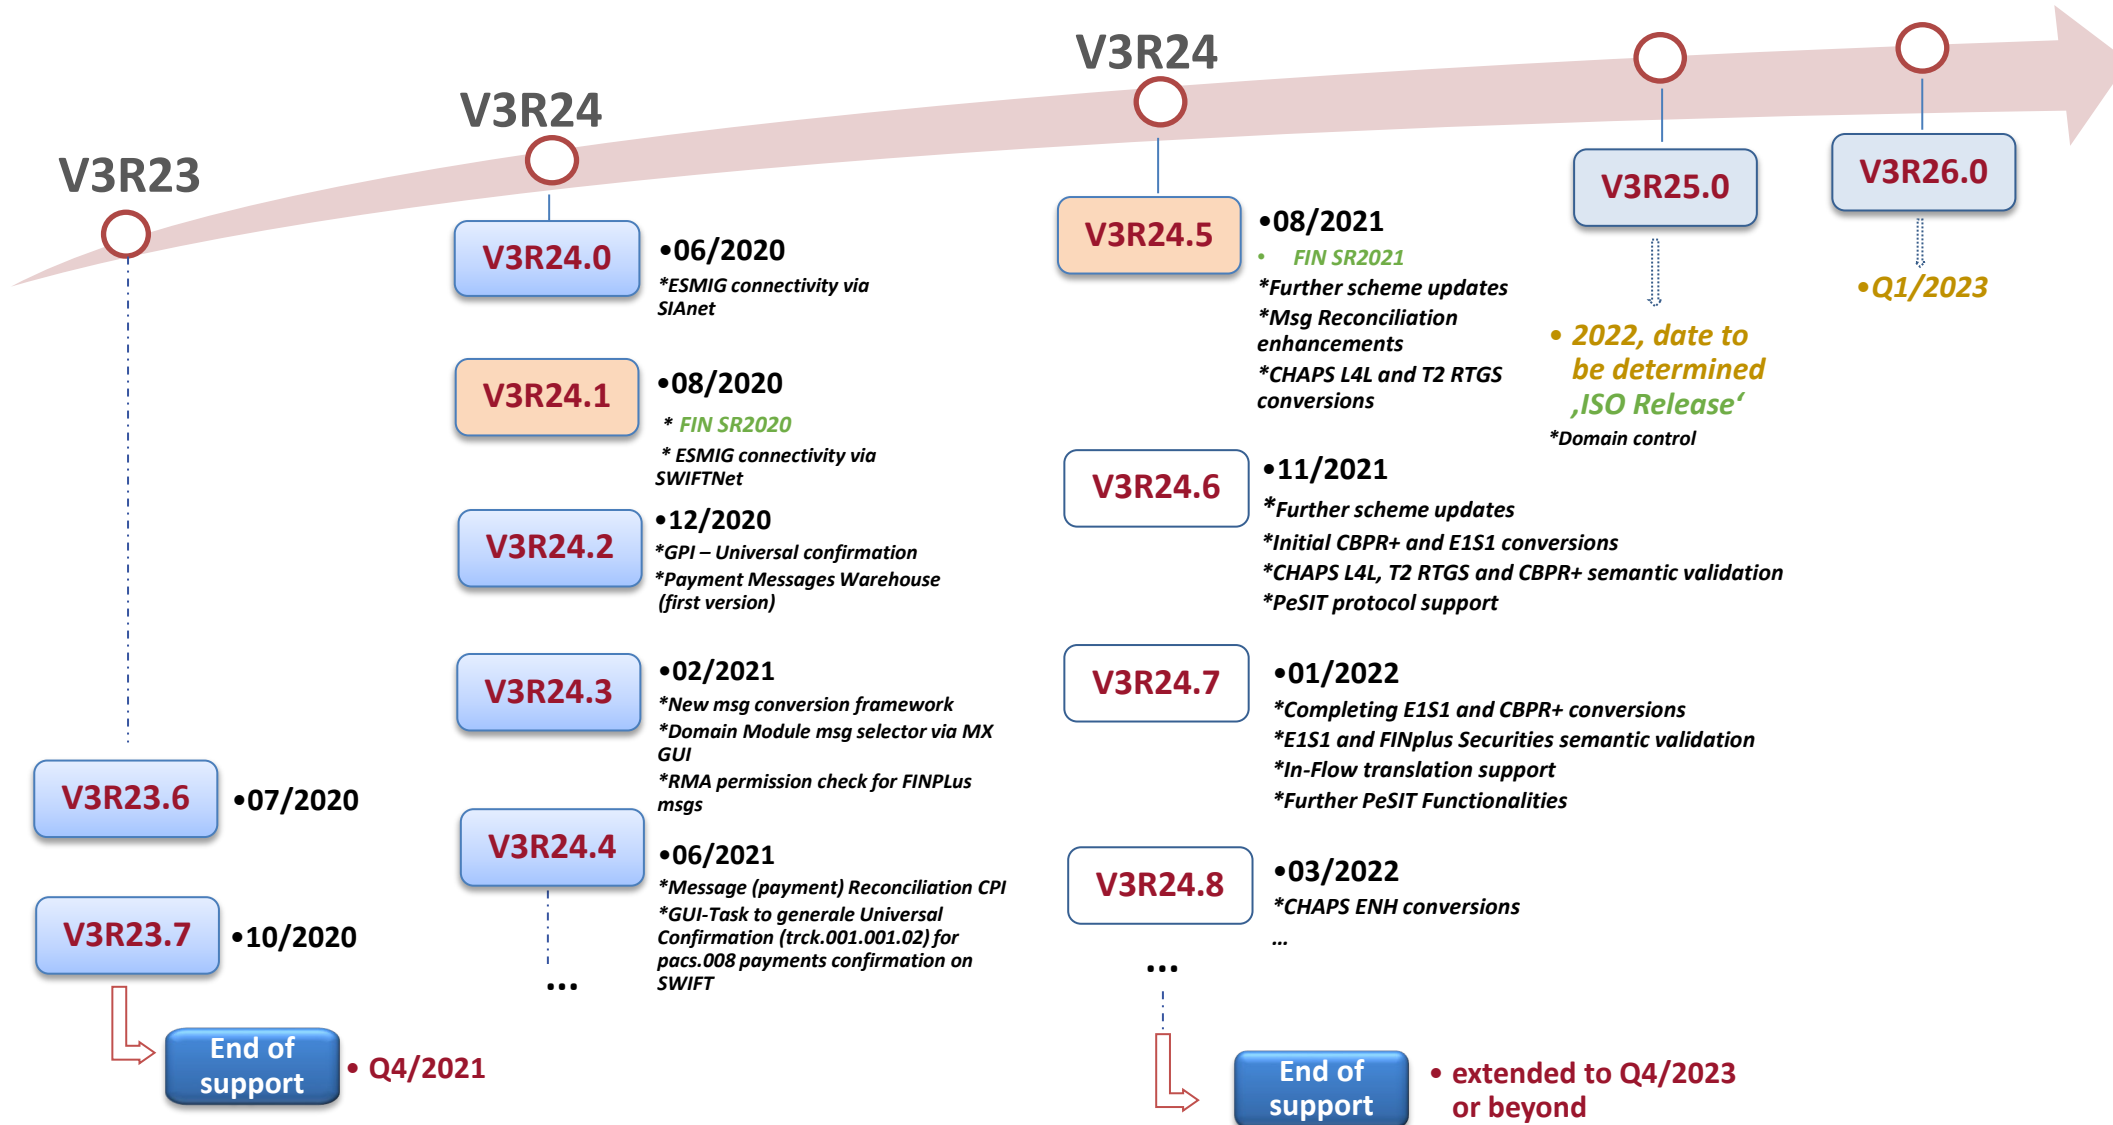 V3R23
V3R23.6
•07/2020
V3R23.7
•10/2020
End of
support
• Q4/2021
V3R24
V3R24.0
•06/2020
*ESMIG connectivity via
SIAnet
V3R24.1
•08/2020
* FIN SR2020
* ESMIG connectivity via
SWIFTNet
V3R24.2
•12/2020
*GPI – Universal confirmation
*Payment Messages Warehouse
(first version)
V3R24.3
•02/2021
*New msg conversion framework
*Domain Module msg selector via MX
GUI
*RMA permission check for FINPLus
msgs
V3R24.4
•06/2021
*Message (payment) Reconciliation CPI
*GUI-Task to generale Universal
Confirmation (trck.001.001.02) for
pacs.008 payments confirmation on
SWIFT
...
V3R24
V3R24.5
•08/2021
• FIN SR2021
*Further scheme updates
*Msg Reconciliation
enhancements
*CHAPS L4L and T2 RTGS
conversions
V3R24.6
•11/2021
*Further scheme updates
*Initial CBPR+ and E1S1 conversions
*CHAPS L4L, T2 RTGS and CBPR+ semantic validation
*PeSIT protocol support
V3R24.7
•01/2022
*Completing E1S1 and CBPR+ conversions
*E1S1 and FINplus Securities semantic validation
*In-Flow translation support
*Further PeSIT Functionalities
V3R24.8
•03/2022
*CHAPS ENH conversions
...
...
End of
support
• extended to Q4/2023
or beyond
V3R25.0
• 2022, date to
be determined
‚ISO Release‘
*Domain control
V3R26.0
•Q1/2023